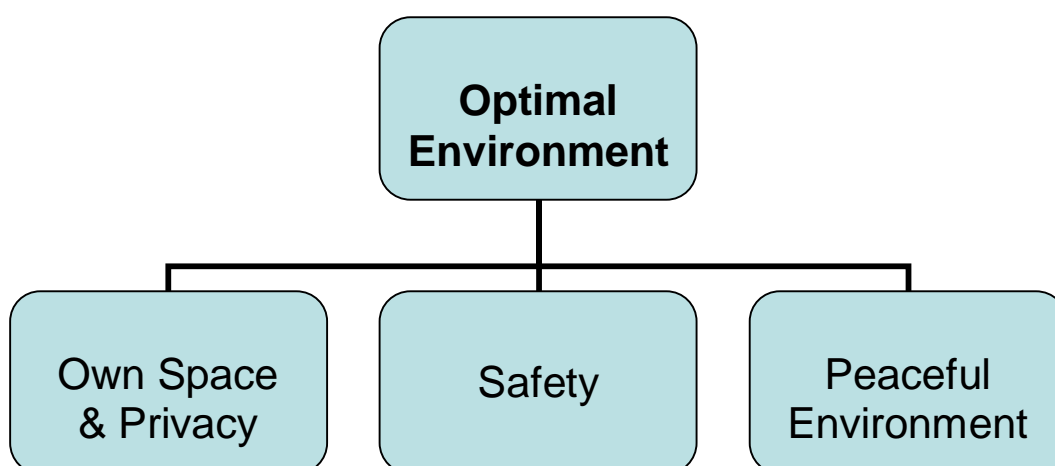 Optimal
Environment
Own Space
& Privacy
Safety
Peaceful
Environment